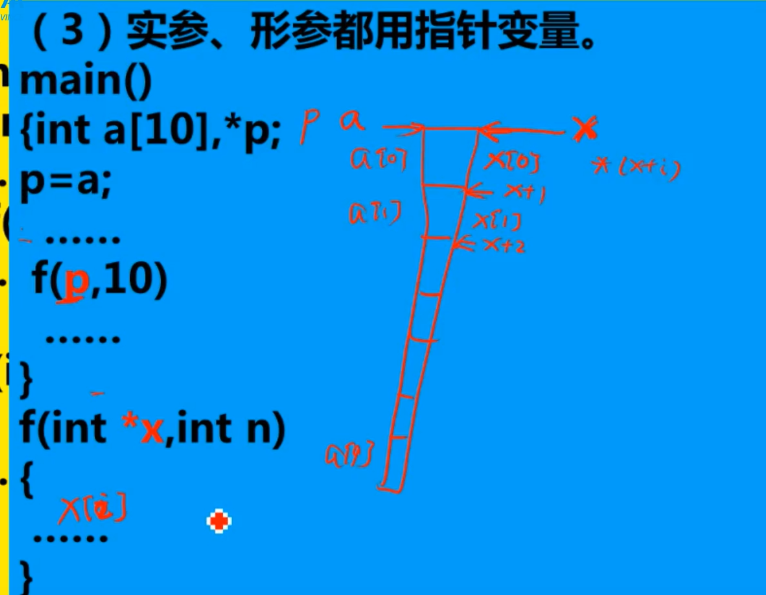 （3）实参、形参都用指针变量。
main()
{int a[10],*p;
p=a;
……
f(p,10)
……
}
f(int *x,int n)
{
x[i]
……
}
p a
x
a[0] x[0]
*(x+i)
x+1
a[1] x[1]
x+2
a[9]